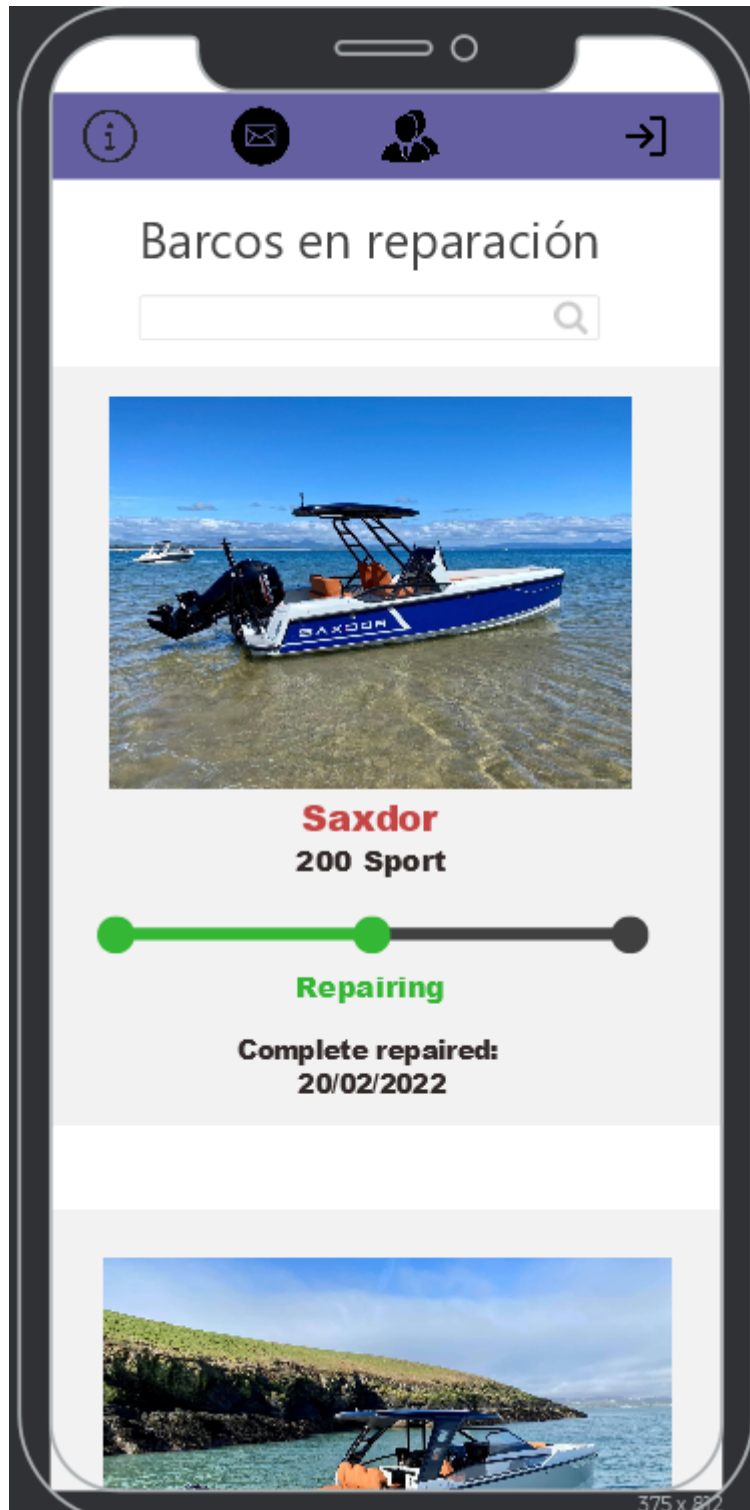 Barcos en reparación
SAXDOR
Saxdor
200 Sport
Repairing
Complete repaired:
20/02/2022
375 x 812